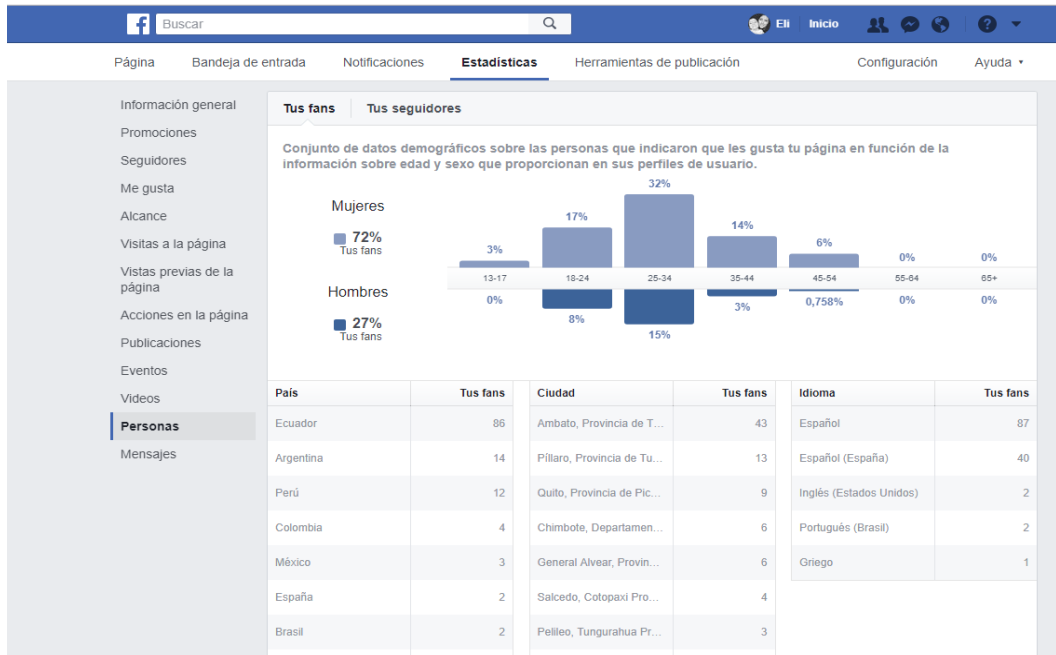 f
Buscar
Eli
Inicio
?
Página
Bandeja de entrada
Notificaciones
Estadísticas
Herramientas de publicación
Configuración
Ayuda
Información general
Promociones
Seguidores
Me gusta
Alcance
Visitas a la página
Vistas previas de la
página
Acciones en la página
Publicaciones
Eventos
Videos
Personas
Mensajes
Tus fans
Tus seguidores
Conjunto de datos demográficos sobre las personas que indicaron que les gusta tu página en función de la
información sobre edad y sexo que proporcionan en sus perfiles de usuario.
Mujeres
72%
Tus fans
Hombres
27%
Tus fans
3% 17% 32% 14% 6% 0% 0%
13-17 18-24 25-34 35-44 45-54 55-64 65+
0% 8% 15% 3% 0,758% 0% 0%
País Tus fans
Ecuador 86
Argentina 14
Perú 12
Colombia 4
México 3
España 2
Brasil 2
Ciudad Tus fans
Ambato, Provincia de T... 43
Píllaro, Provincia de Tu... 13
Quito, Provincia de Pic... 9
Chimbote, Departamen... 6
General Alvear, Provin... 6
Salcedo, Cotopaxi Pro... 4
Pelileo, Tungurahua Pr... 3
Idioma Tus fans
Español 87
Español (España) 40
Inglés (Estados Unidos) 2
Portugués (Brasil) 2
Griego 1